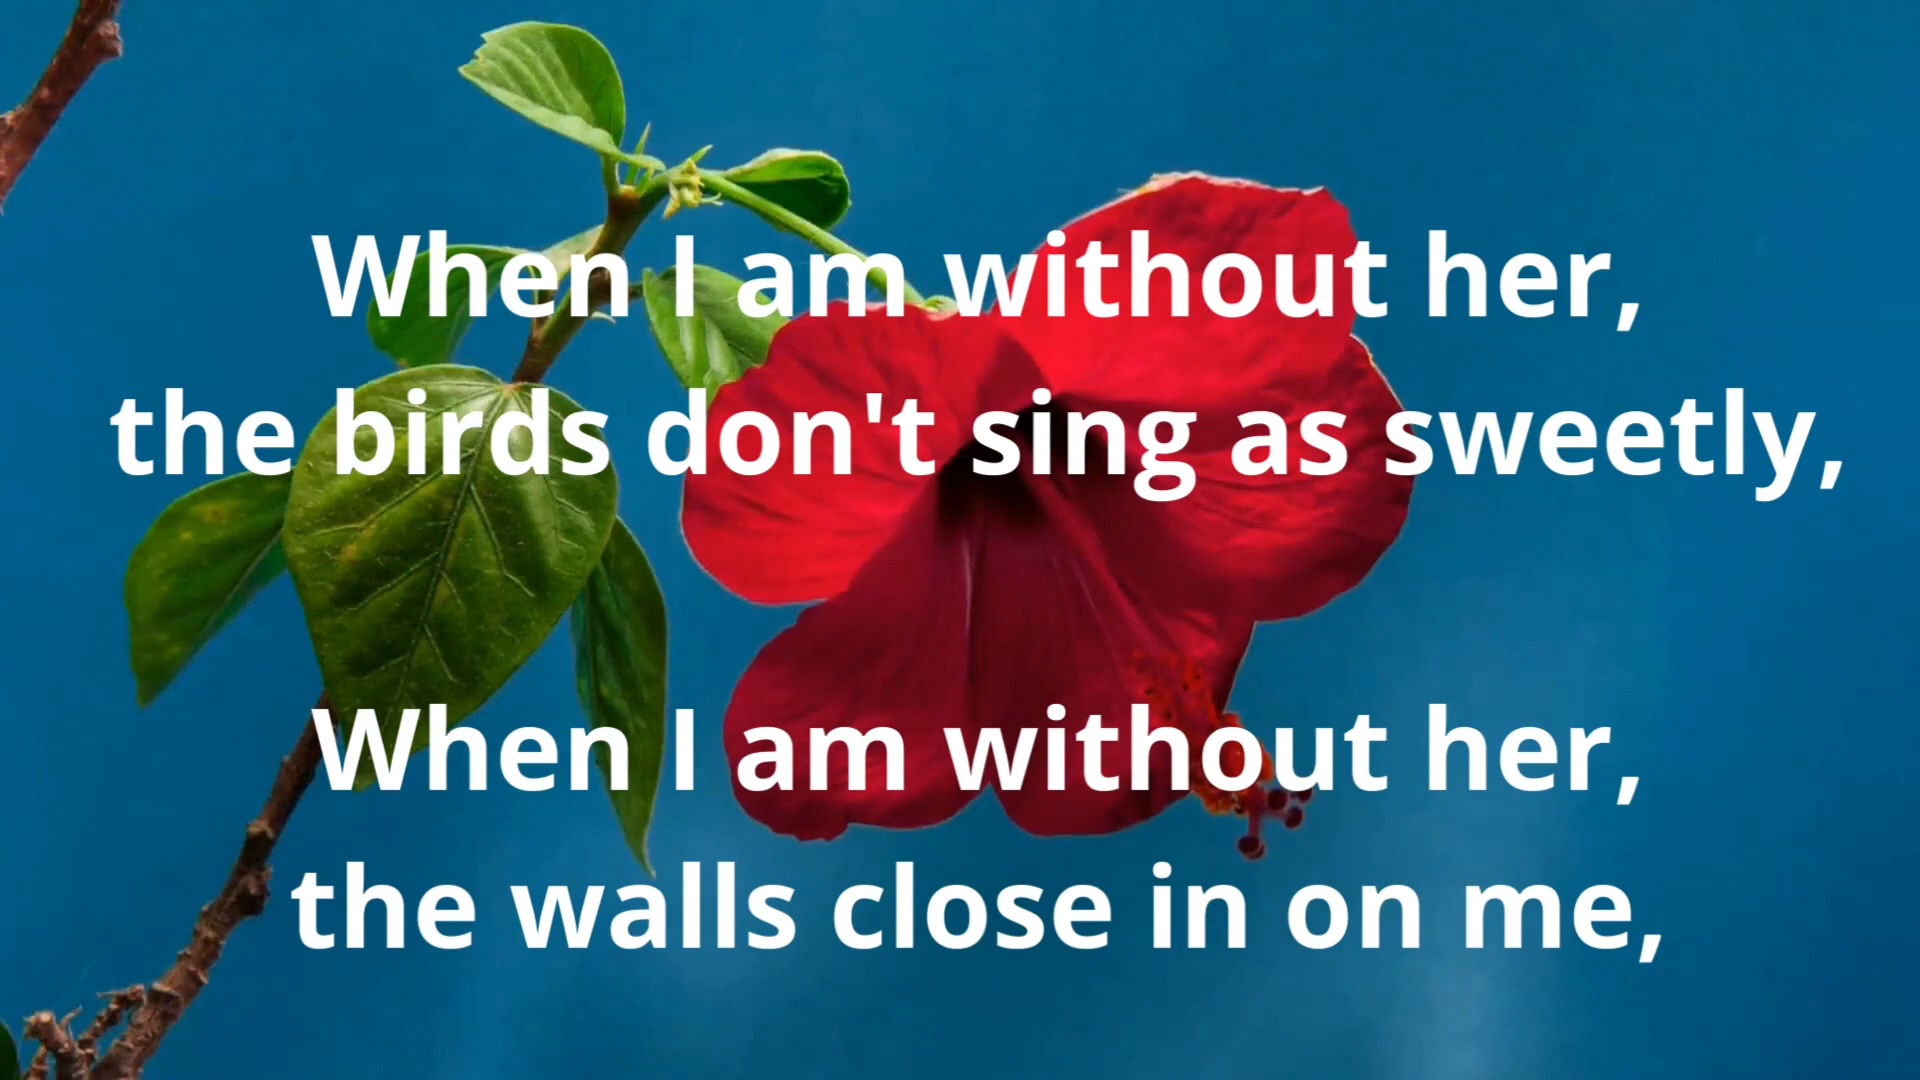 When I am without her,
the birds don't sing as sweetly,
When I am without her,
the walls close in on me,